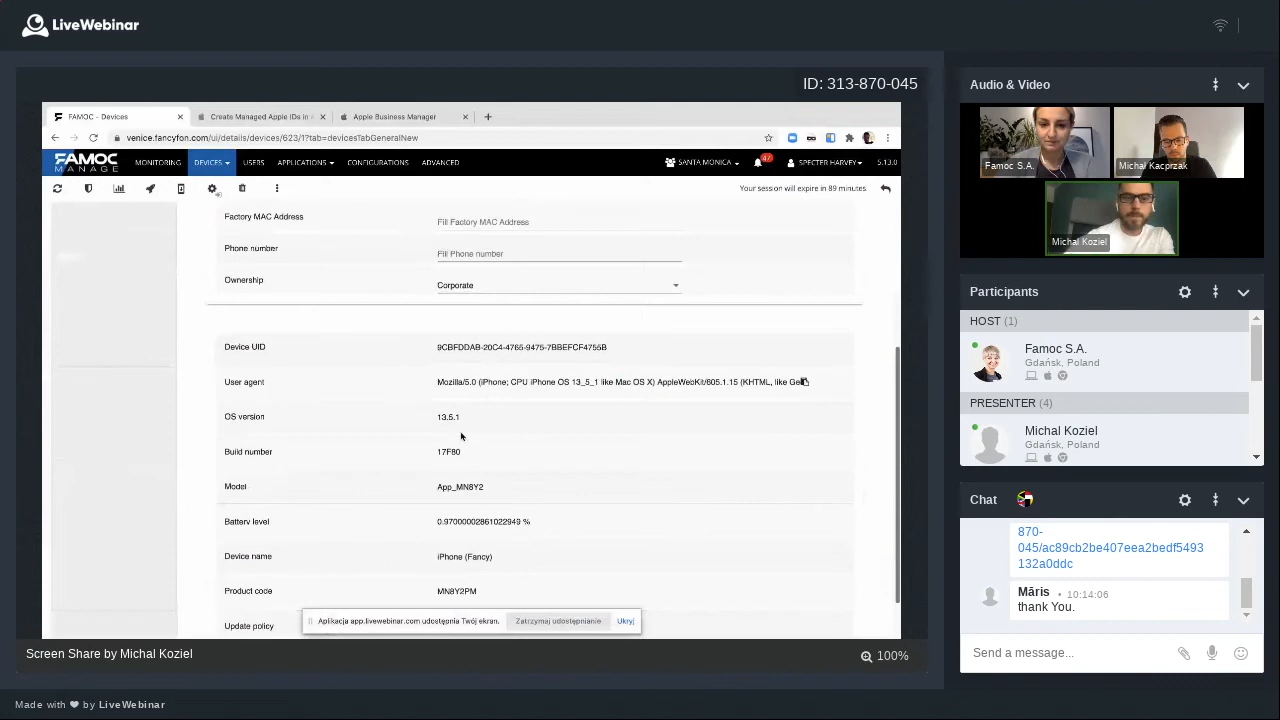 LiveWebinar
ID: 313-870-045
FAMOC - Devices
Create Managed Apple IDs in A
Apple Business Manager
venice.fancyfon.com/ui/details/devices/623/1?tab=devicesTabGeneralNew
FAMOC MANAGE
MONITORING
DEVICES
USERS
APPLICATIONS
CONFIGURATIONS
ADVANCED
SANTA MONICA
47
SPECTER HARVEY
5.13.0
Your session will expire in 89 minutes.
Factory MAC Address
Fill Factory MAC Address
Phone number
Fill Phone number
Ownership
Corporate
Device UID
9CBFDDAB-20C4-4765-9475-7BBEFCF4755B
User agent
Mozilla/5.0 (iPhone; CPU iPhone OS 13_5_1 like Mac OS X) AppleWebKit/605.1.15 (KHTML, like Ge
OS version
13.5.1
Build number
17F80
Model
App_MN8Y2
Battery level
0.97000002861022949 %
Device name
iPhone (Fancy)
Product code
MN8Y2PM
Update policy
Aplikacja app.livewebinar.com udostępnia Twój ekran.
Zatrzymaj udostępnianie
Ukryj
Screen Share by Michal Koziel
100%
Made with ❤ by LiveWebinar
Audio & Video
Famoc S.A.
Michał Kacprzak
Michal Koziel
Participants
HOST (1)
Famoc S.A.
Gdańsk, Poland
PRESENTER (4)
Michal Koziel
Gdańsk, Poland
Chat
870-
045/ac89cb2be407eea2bedf5493
132a0ddc
Māris • 10:14:06
thank You.
Send a message...